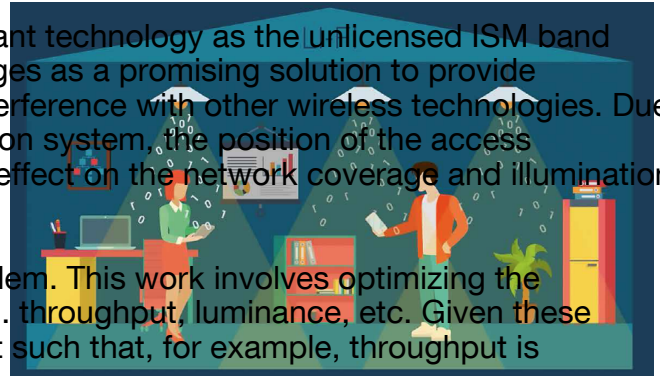 ant technology as the unlicensed ISM band
ges as a promising solution to provide
erference with other wireless technologies. Due
on system, the position of the access
effect on the network coverage and illumination
lem. This work involves optimizing the
. throughput, luminance, etc. Given these
t such that, for example, throughput is